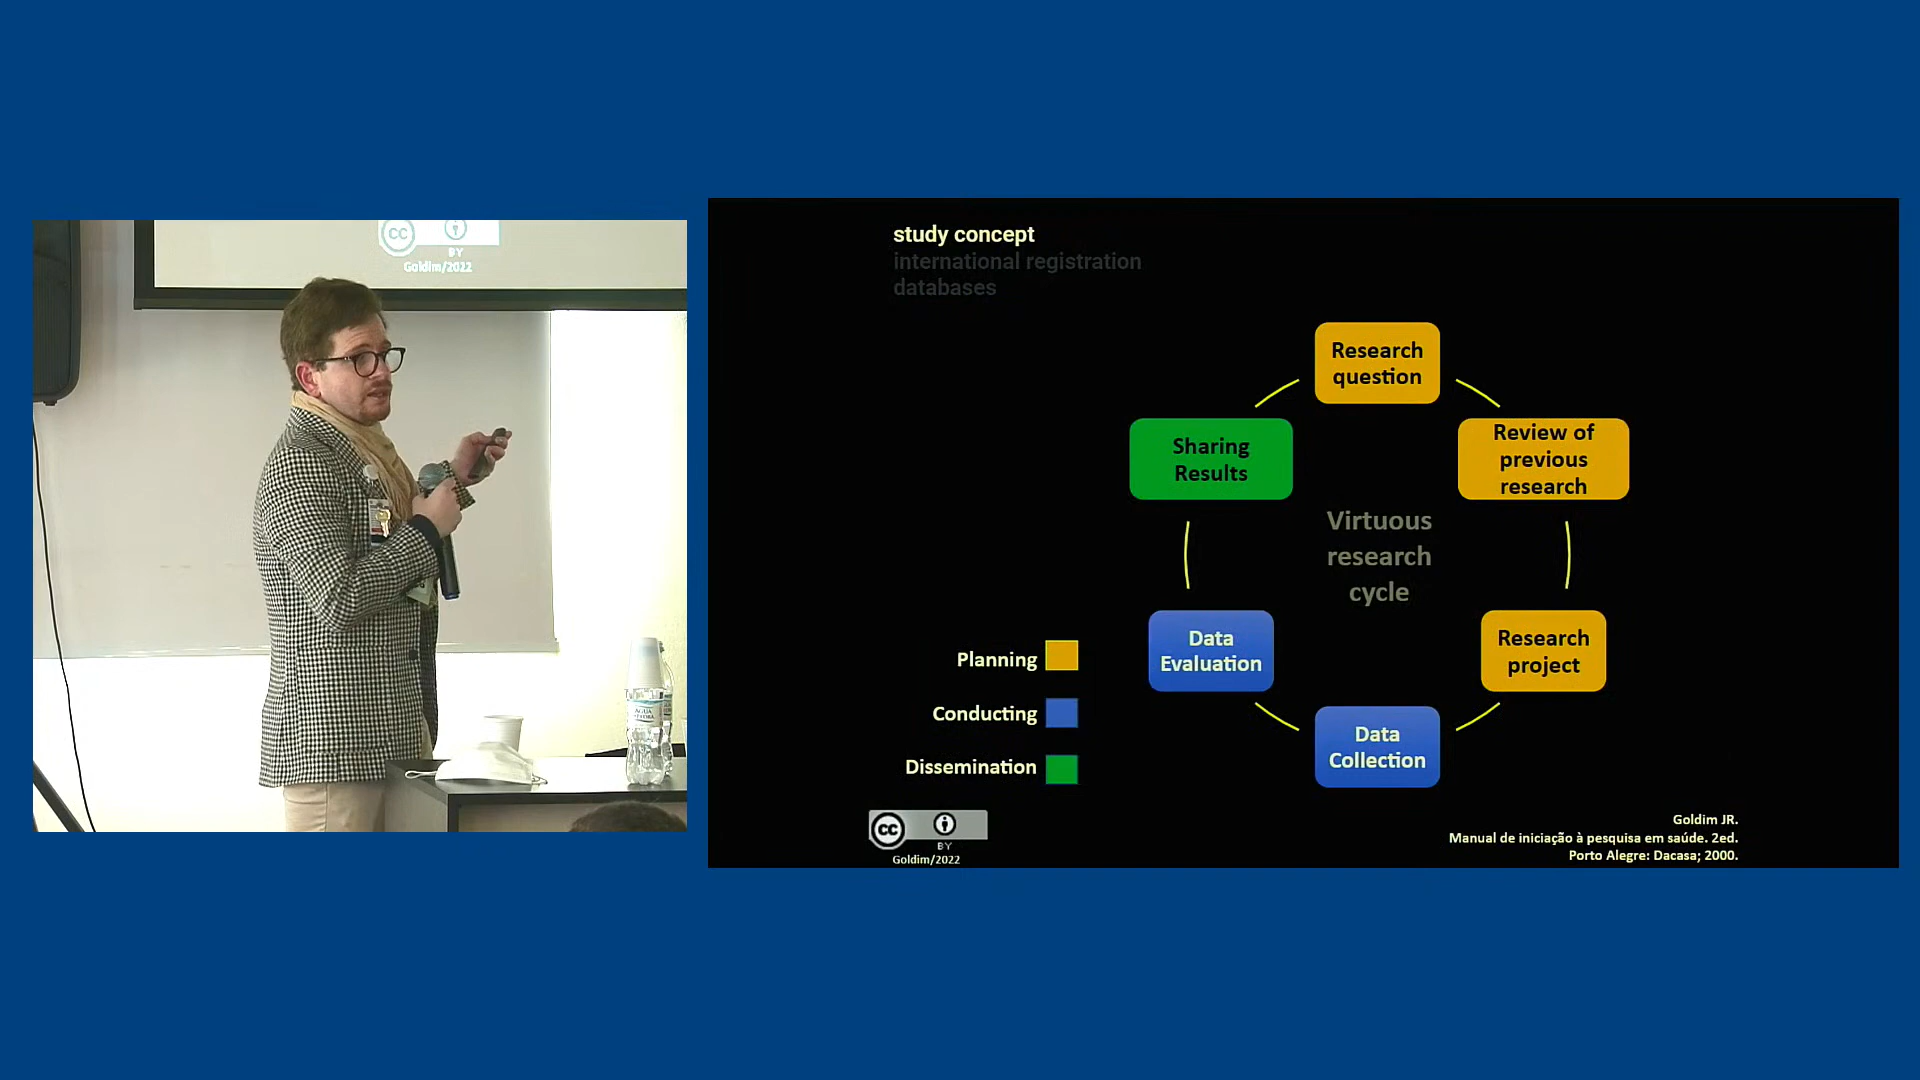 CC
BY
Goldim/2022
study concept
international registration
databases
Research
question
Sharing
Results
Review of
previous
research
Virtuous
research
cycle
Data
Evaluation
Research
project
Data
Collection
Planning
Conducting
Dissemination
CC
BY
Goldim/2022
Goldim JR.
Manual de iniciação à pesquisa em saúde. 2ed.
Porto Alegre: Dacasa; 2000.